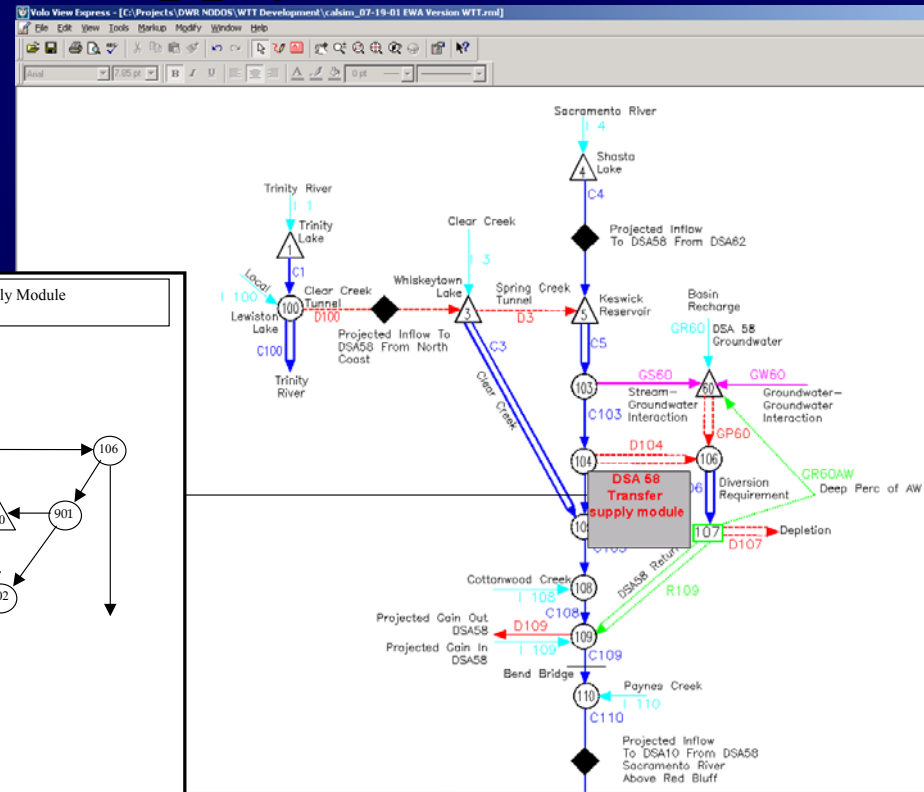 Volo View Express - [C:\Projects\DWR NODOS\WTT Development\calsim_07-19-01 EWA Version WTT.rml]
File Edit View Tools Markup Modify Window Help
Arial 7.05 pt B I U A 0 pt
Sacramento River
I 4
4
Shasta
Lake
C4
Trinity River
I 1
Trinity
Lake
1
C1
Clear Creek
I 3
Projected Inflow
To DSA58 From DSA62
Local
I 100
100
Lewiston
Lake
Clear Creek
Tunnel
D100
Projected Inflow To
DSA58 From North
Coast
Whiskeytown
Lake
3
Spring Creek
Tunnel
D3
5
Keswick
Reservoir
Basin
Recharge
GR60
DSA 58
Groundwater
C100
Trinity
River
C3
Clear Creek
C5
103
GS60
60
GW60
Stream-
Groundwater
Interaction
Groundwater-
Groundwater
Interaction
C103
GP60
104
D104
106
GR60AW
Deep Perc of AW
DSA 58
Transfer
supply module
Diversion
Requirement
107
D107
Depletion
DSA58 Return
R109
Cottonwood Creek
I 108
108
C108
Projected Gain Out
DSA58
D109
109
Projected Gain In
DSA58
I 109
C109
Bend Bridge
110
Paynes Creek
I 110
C110
Projected Inflow
To DSA10 From DSA58
Sacramento River
Above Red Bluff
ly Module
106
901